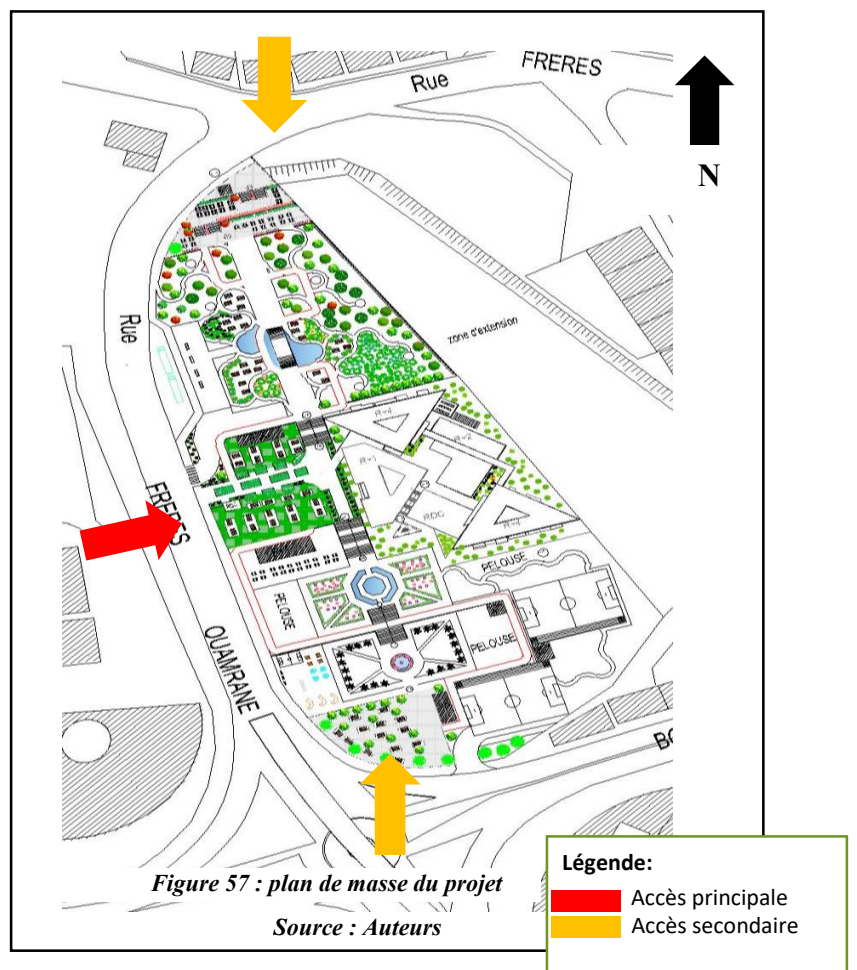 FRERES
Rue
N
Rue
zone d'extension
R+4
R+2
R+1
RDC
FRERES
PELOUSE
PELOUSE
PELOUSE
OUAMRANE
BO
Figure 57 : plan de masse du projet
Source : Auteurs
Légende:
Accès principale
Accès secondaire